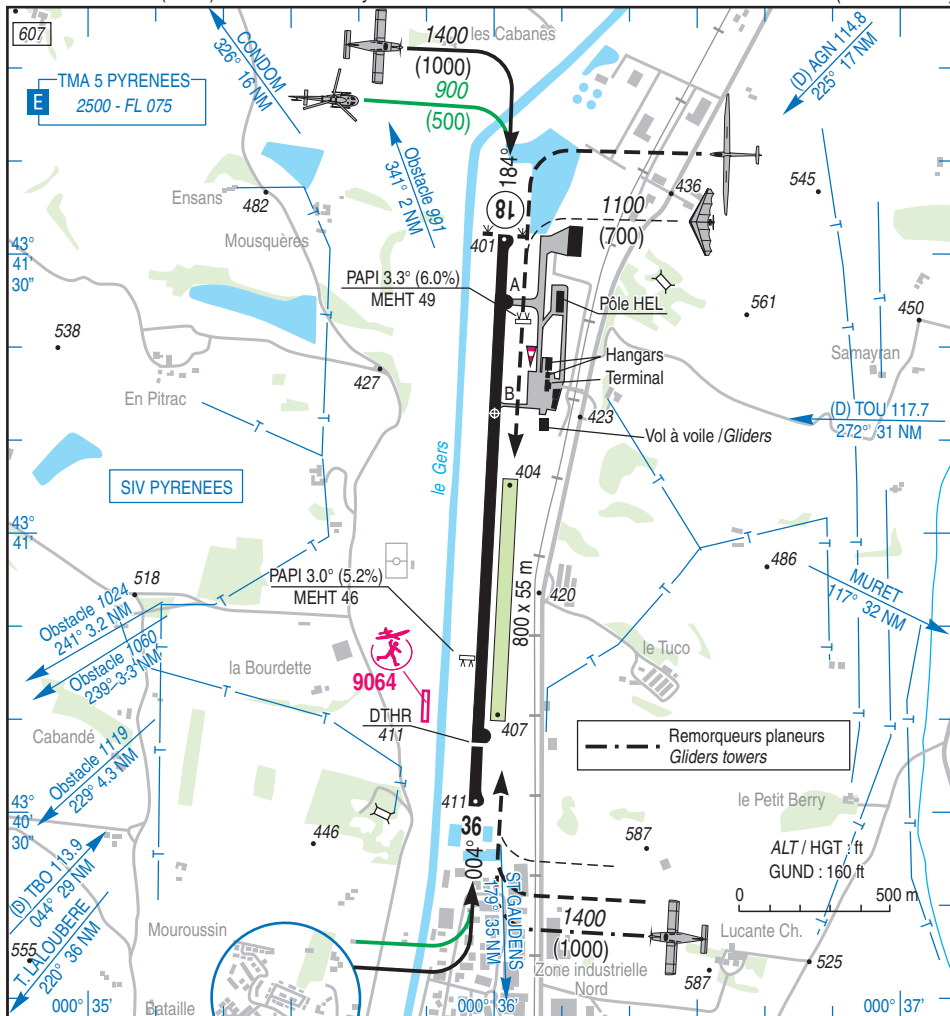 607
CONDOM
326° 16 NM
1400
(1000)
les Cabanes
900
(500)
(D) AGN 114.8
225° 17 NM
E
TMA 5 PYRENEES
2500 - FL 075
Obstacle 991
341° 2 NM
184°
18
436
545
Ensans
482
Mousquères
1100
(700)
43°
41'
30"
401
PAPI 3.3° (6.0%)
MEHT 49
A
Pôle HEL
561
450
538
Hangars
Terminal
Samayran
427
En Pitrac
B
423
(D) TOU 117.7
272° 31 NM
Vol à voile /Gliders
le Gers
404
SIV PYRENEES
43°
41'
486
518
PAPI 3.0° (5.2%)
MEHT 46
800 x 55 m
420
MURET
117° 32 NM
Obstacle 1024
241° 3.2 NM
Obstacle 1060
239° 3.3 NM
la Bourdette
le Tuco
9064
DTHR
411
407
Cabandé
Remorqueurs planeurs
Gliders towers
Obstacle 1119
229° 4.3 NM
43°
40'
30"
411
le Petit Berry
446
36
004°
587
ALT / HGT : ft
GUND : 160 ft
0
500 m
(D) TBO 113.9
044° 29 NM
T. LALOUBERE
220° 36 NM
555
Mouroussin
ST GAUDENS
179° 35 NM
1400
(1000)
Lucante Ch.
525
587
Zone industrielle
Nord
000° 35'
Bataille
000° 36'
000° 37'